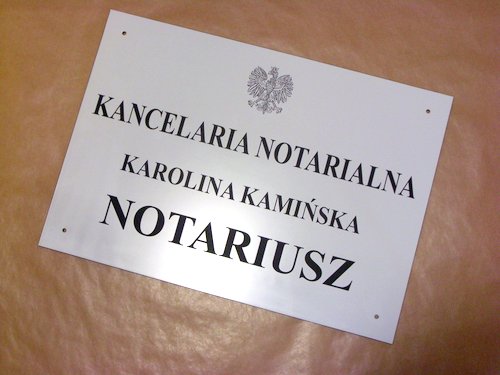 KANCELARIA NOTARIALNA
KAROLINA KAMIŃSKA
NOTARIUSZ